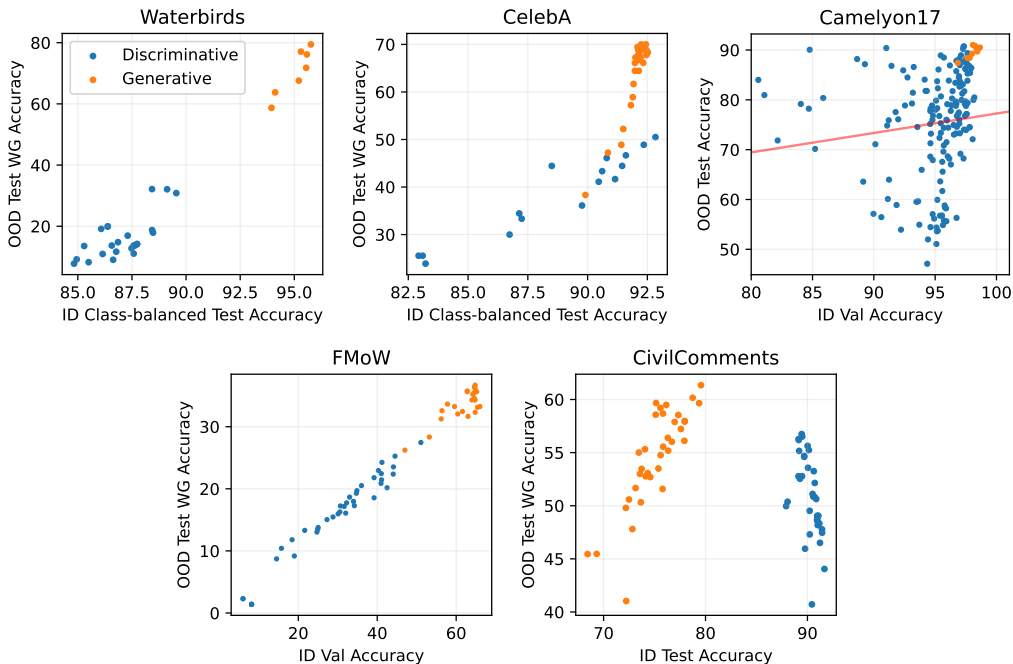 Waterbirds
CelebA
Camelyon17
Discriminative
Generative
OOD Test WG Accuracy
80
60
40
20
85.0 87.5 90.0 92.5 95.0
ID Class-balanced Test Accuracy
OOD Test WG Accuracy
70
60
50
40
30
82.5 85.0 87.5 90.0 92.5
ID Class-balanced Test Accuracy
OOD Test Accuracy
90
80
70
60
50
80 85 90 95 100
ID Val Accuracy
FMoW
CivilComments
OOD Test WG Accuracy
30
20
10
0
20 40 60
ID Val Accuracy
OOD Test WG Accuracy
60
55
50
45
40
70 80 90
ID Test Accuracy